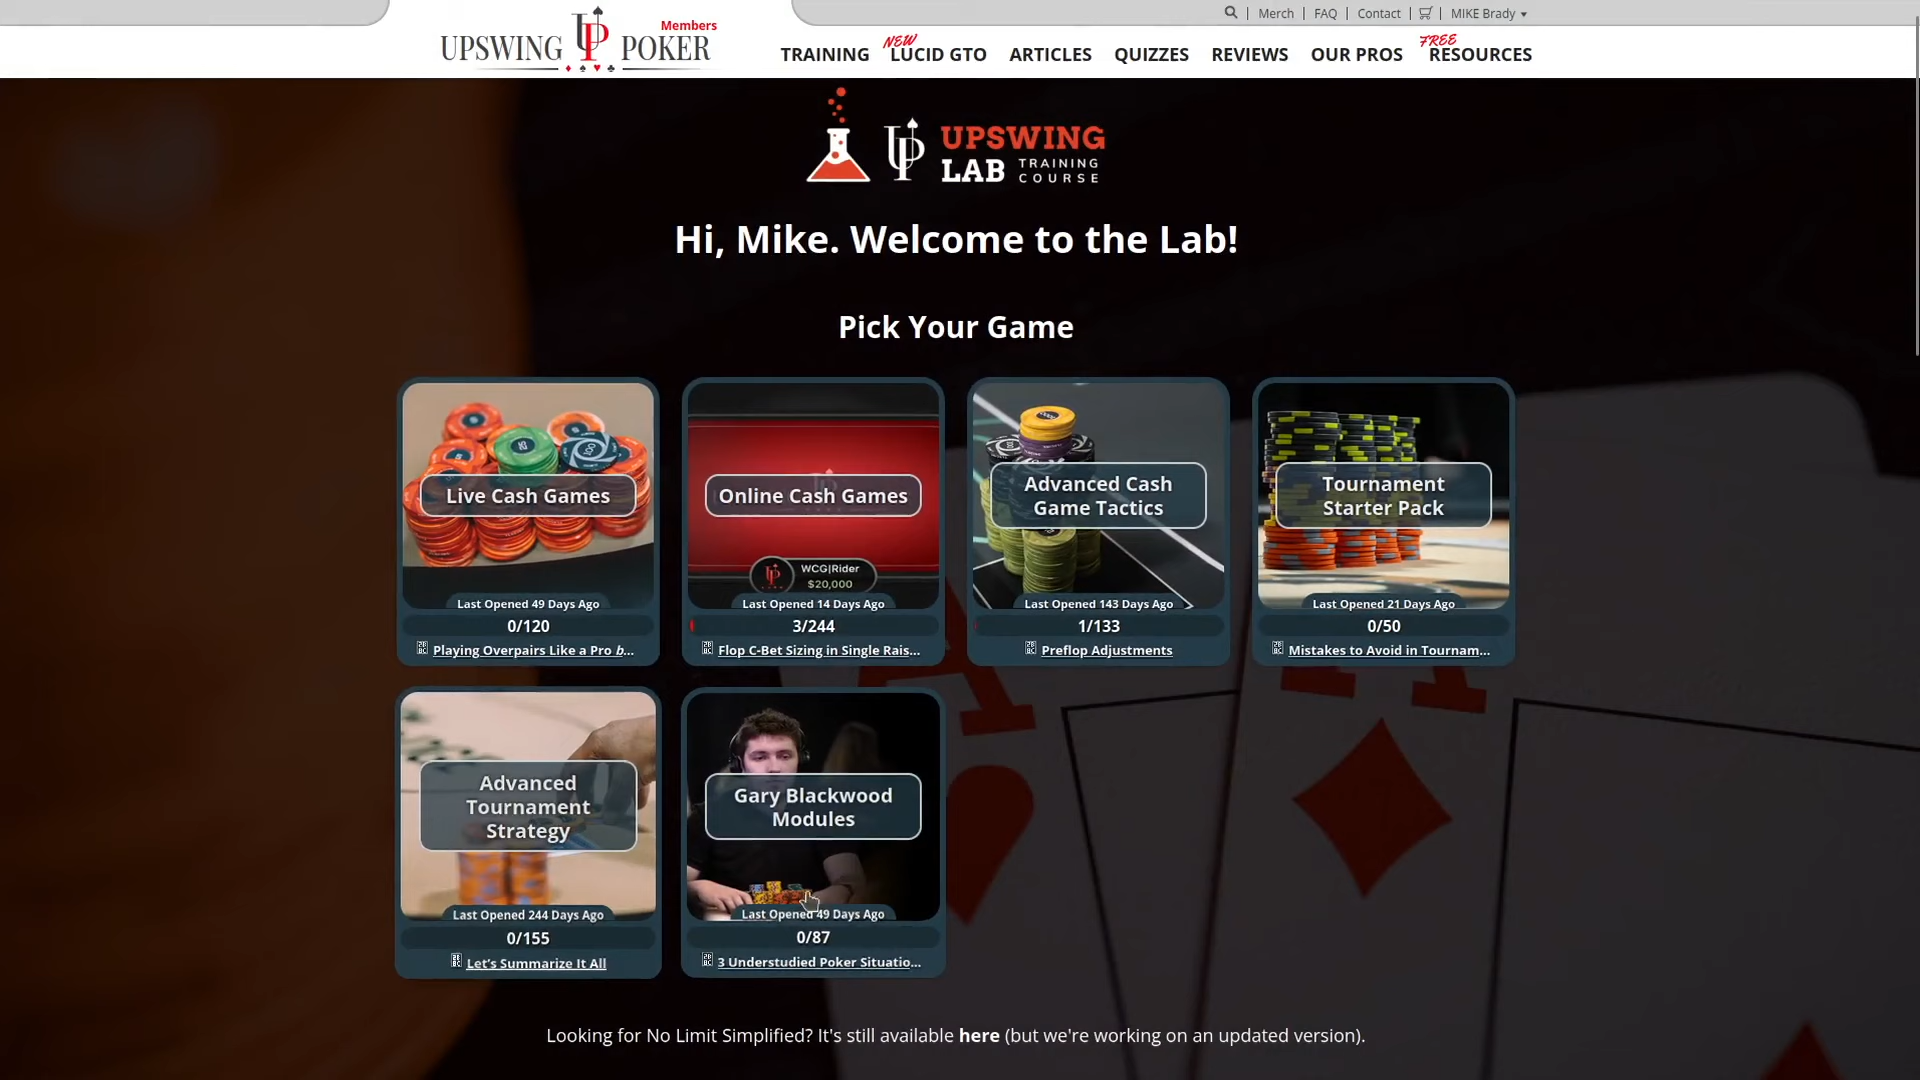 Merch
FAQ
Contact
MIKE Brady
Members
UPSWING UP POKER
TRAINING
NEW
LUCID GTO
ARTICLES
QUIZZES
REVIEWS
OUR PROS
FREE
RESOURCES
UP
UPSWING
LAB TRAINING
COURSE
Hi, Mike. Welcome to the Lab!
Pick Your Game
Live Cash Games
Last Opened 49 Days Ago
0/120
Playing Overpairs Like a Pro b...
Online Cash Games
WCG|Rider
$20,000
Last Opened 14 Days Ago
3/244
Flop C-Bet Sizing in Single Rais...
Advanced Cash
Game Tactics
Last Opened 143 Days Ago
1/133
Preflop Adjustments
Tournament
Starter Pack
Last Opened 21 Days Ago
0/50
Mistakes to Avoid in Tournam...
Advanced
Tournament
Strategy
Last Opened 244 Days Ago
0/155
Let's Summarize It All
Gary Blackwood
Modules
Last Opened 49 Days Ago
0/87
3 Understudied Poker Situatio...
Looking for No Limit Simplified? It's still available here (but we're working on an updated version).